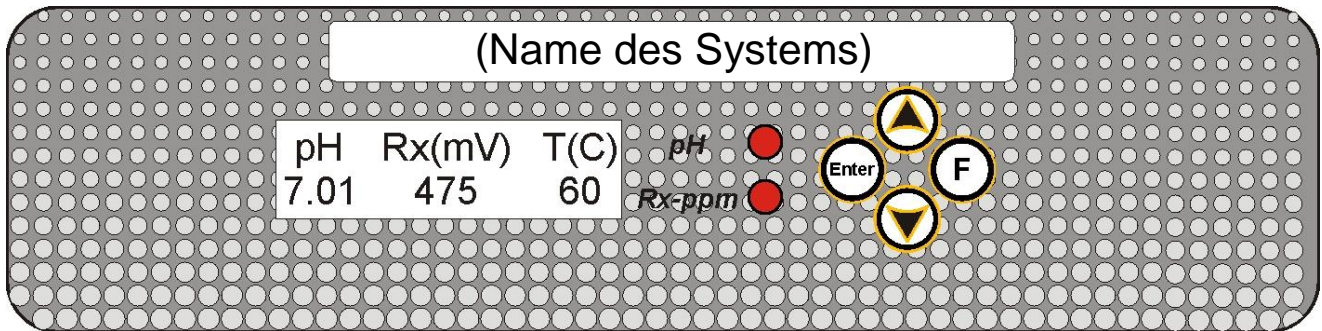 (Name des Systems)
pH Rx(mV) T(C)
7.01 475 60
pH
Rx-ppm
Enter
F